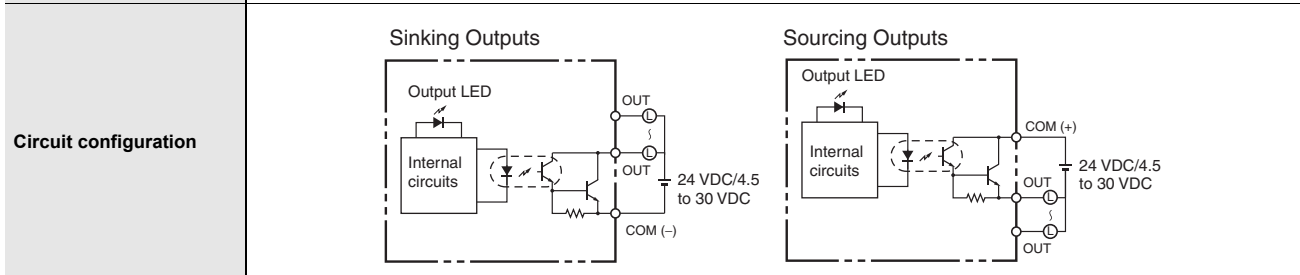 Circuit configuration
Sinking Outputs
Output LED
Internal
circuits
OUT
L
L
OUT
24 VDC/4.5
to 30 VDC
COM (–)
Sourcing Outputs
Output LED
Internal
circuits
COM (+)
24 VDC/4.5
to 30 VDC
OUT
L
L
OUT